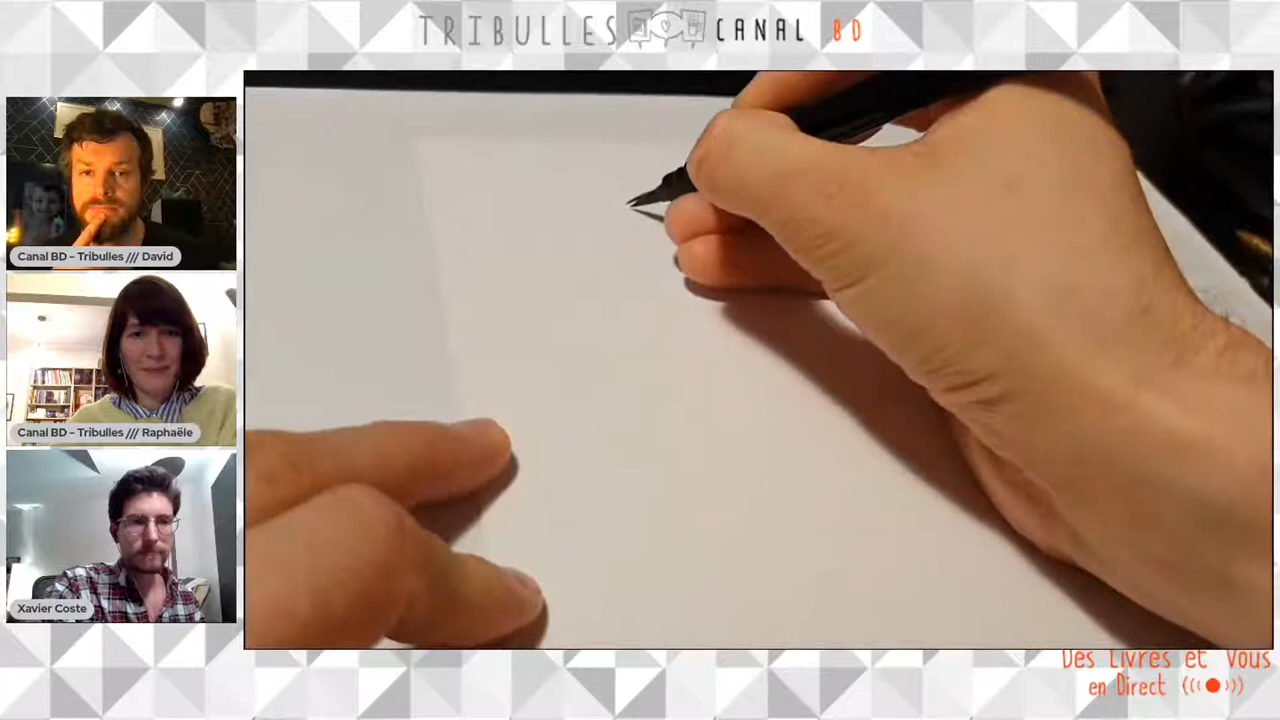 TRIBULLES CANAL BD
Canal BD - Tribulles /// David
Canal BD - Tribulles /// Raphaële
Xavier Coste
Des Livres et Vous
en Direct